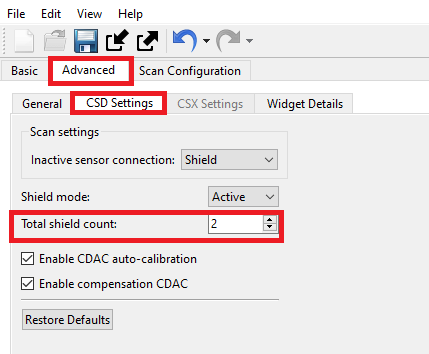 File Edit View Help
Basic Advanced Scan Configuration
General CSD Settings CSX Settings Widget Details
Scan settings
Inactive sensor connection: Shield
Shield mode: Active
Total shield count: 2
Enable CDAC auto-calibration
Enable compensation CDAC
Restore Defaults